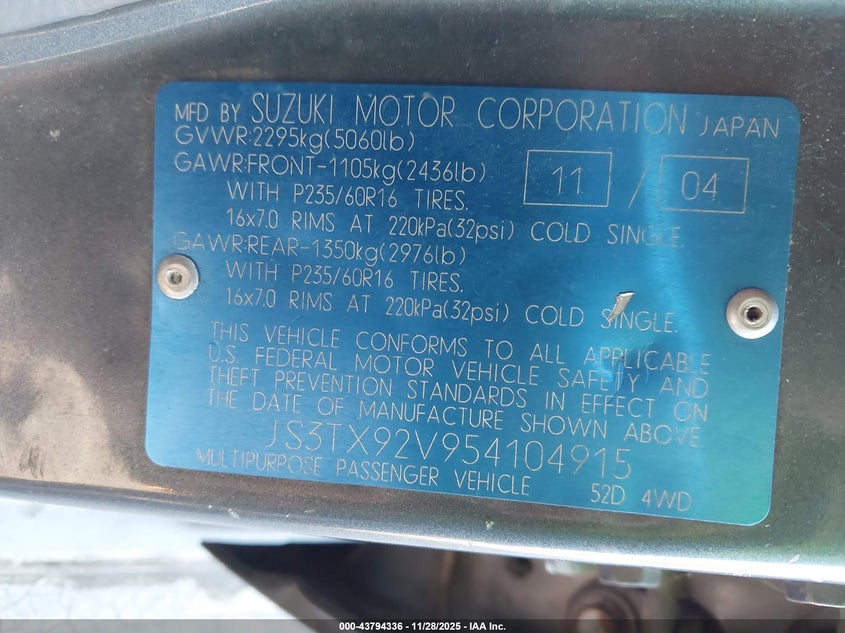 MFD BY SUZUKI MOTOR CORPORATION JAPAN
GVWR:2295kg(5060lb)
GAWR:FRONT-1105kg(2436lb) 11 / 04
WITH P235/60R16 TIRES.
16x7.0 RIMS AT 220kPa(32psi) COLD SINGLE.
GAWR:REAR-1350kg(2976lb)
WITH P235/60R16 TIRES.
16x7.0 RIMS AT 220kPa(32psi) COLD SINGLE.
THIS VEHICLE CONFORMS TO ALL APPLICABLE
U.S. FEDERAL MOTOR VEHICLE SAFETY AND
THEFT PREVENTION STANDARDS IN EFFECT ON
THE DATE OF MANUFACTURE SHOWN ABOVE.
JS3TX92V954104915
MULTIPURPOSE PASSENGER VEHICLE 52D 4WD
000-43794336 - 11/28/2025 - IAA Inc.